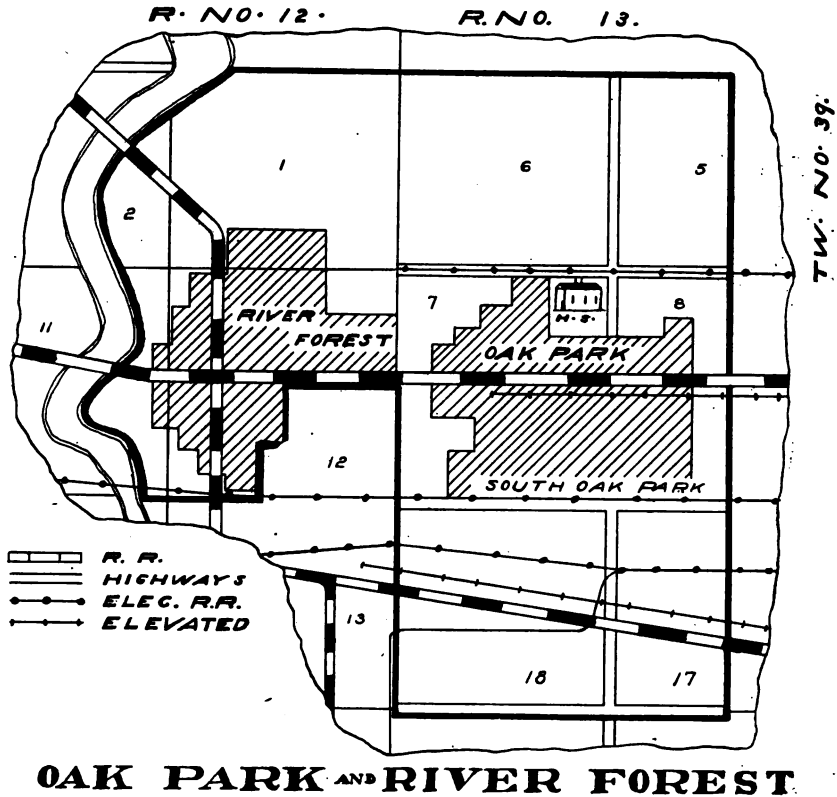 R. NO. 12.
R. NO. 13.
TW. NO. 39.
1
6
5
2
7
8
11
H.S.
RIVER
FOREST
OAK PARK
12
SOUTH OAK PARK
R. R.
HIGHWAYS
ELEC. R.R.
ELEVATED
13
18
17
OAK PARK AND RIVER FOREST